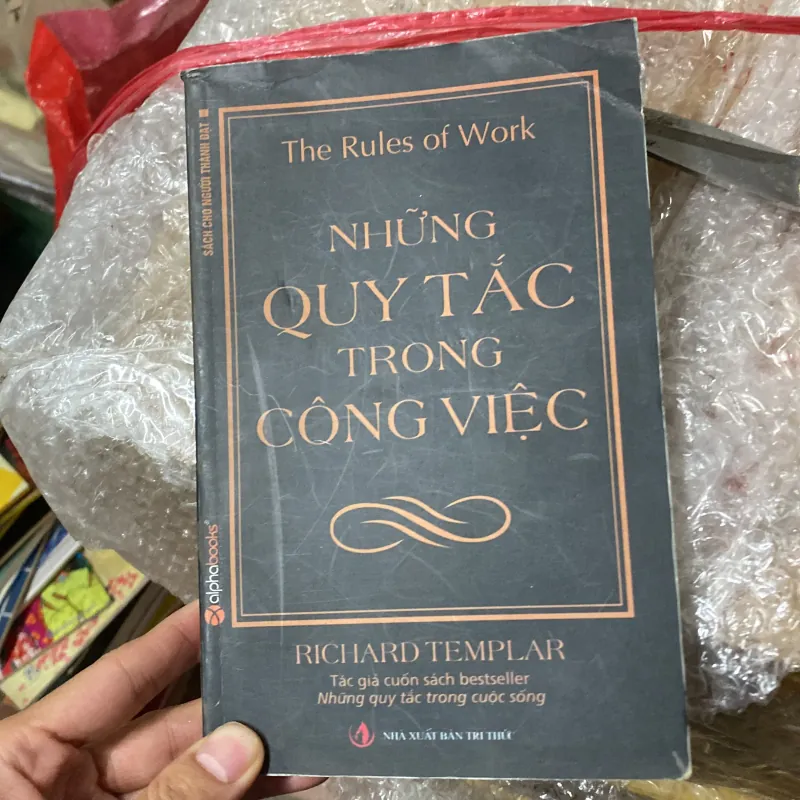 The Rules of Work
NHỮNG
QUY TẮC
TRONG
CÔNG VIỆC
RICHARD TEMPLAR
Tác giả cuốn sách bestseller
Những quy tắc trong cuộc sống
NHÀ XUẤT BẢN TRI THỨC
SÁCH CHO NGƯỜI THÀNH ĐẠT
alphabooks®